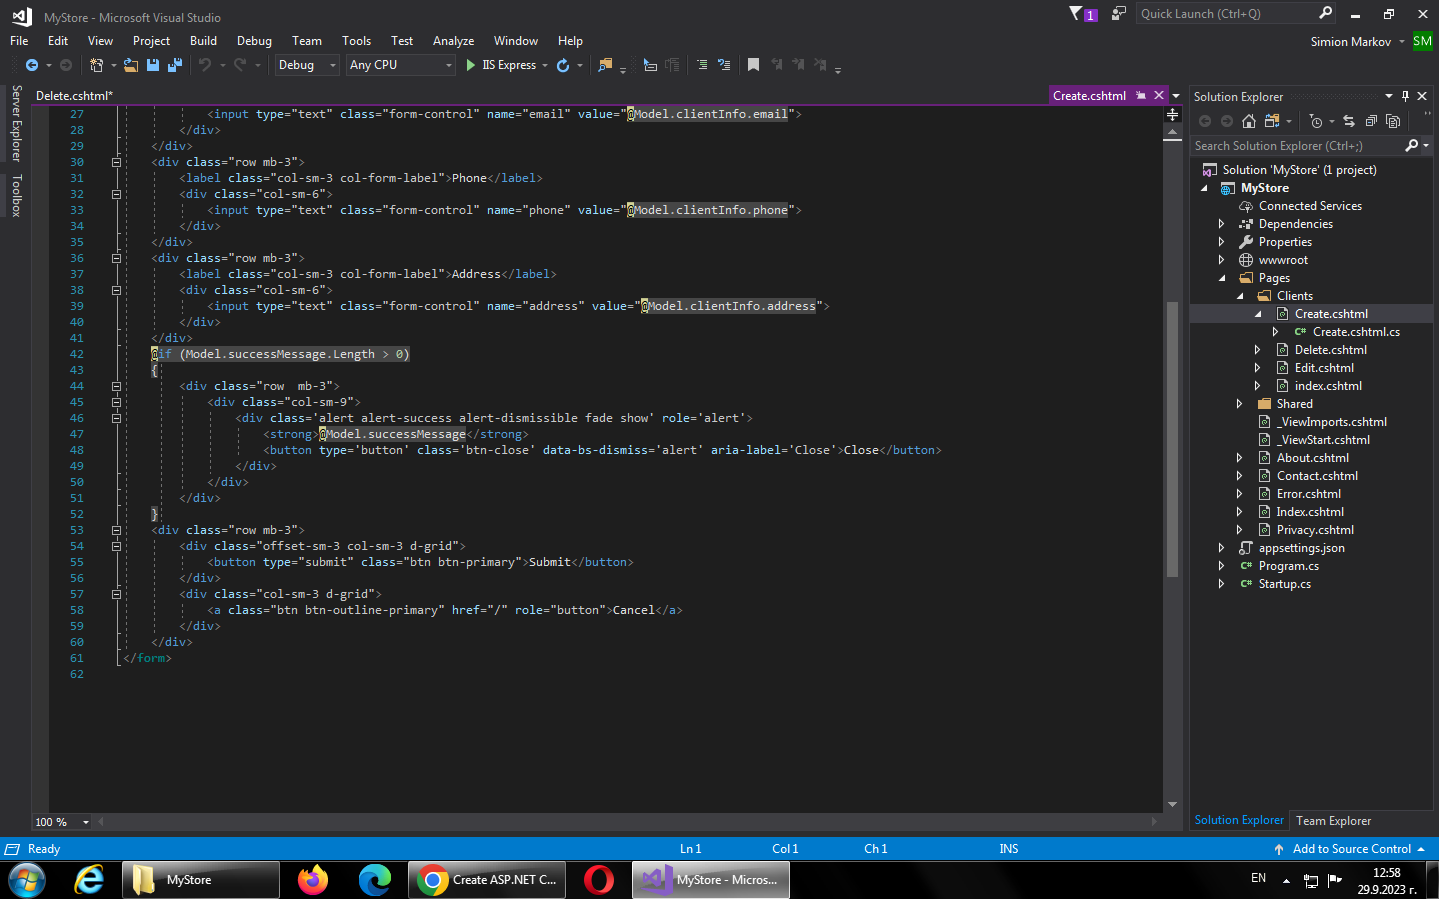 MyStore - Microsoft Visual Studio
1
Quick Launch (Ctrl+Q)
File Edit View Project Build Debug Team Tools Test Analyze Window Help
Simion Markov SM
Debug Any CPU IIS Express
Server Explorer
Toolbox
Delete.cshtml*
Create.cshtml
27 <input type="text" class="form-control" name="email" value="@Model.clientInfo.email">
28 </div>
29 </div>
30 <div class="row mb-3">
31 <label class="col-sm-3 col-form-label">Phone</label>
32 <div class="col-sm-6">
33 <input type="text" class="form-control" name="phone" value="@Model.clientInfo.phone">
34 </div>
35 </div>
36 <div class="row mb-3">
37 <label class="col-sm-3 col-form-label">Address</label>
38 <div class="col-sm-6">
39 <input type="text" class="form-control" name="address" value="@Model.clientInfo.address">
40 </div>
41 </div>
42 @if (Model.successMessage.Length > 0)
43 {
44 <div class="row  mb-3">
45 <div class="col-sm-9">
46 <div class='alert alert-success alert-dismissible fade show' role='alert'>
47 <strong>@Model.successMessage</strong>
48 <button type='button' class='btn-close' data-bs-dismiss='alert' aria-label='Close'>Close</button>
49 </div>
50 </div>
51 </div>
52 }
53 <div class="row mb-3">
54 <div class="offset-sm-3 col-sm-3 d-grid">
55 <button type="submit" class="btn btn-primary">Submit</button>
56 </div>
57 <div class="col-sm-3 d-grid">
58 <a class="btn btn-outline-primary" href="/" role="button">Cancel</a>
59 </div>
60 </div>
61 </form>
62
100 %
Solution Explorer
Search Solution Explorer (Ctrl+;)
Solution 'MyStore' (1 project)
MyStore
Connected Services
Dependencies
Properties
wwwroot
Pages
Clients
Create.cshtml
C# Create.cshtml.cs
Delete.cshtml
Edit.cshtml
index.cshtml
Shared
_ViewImports.cshtml
_ViewStart.cshtml
About.cshtml
Contact.cshtml
Error.cshtml
Index.cshtml
Privacy.cshtml
appsettings.json
C# Program.cs
C# Startup.cs
Solution Explorer Team Explorer
Ready Ln 1 Col 1 Ch 1 INS Add to Source Control
MyStore
Create ASP.NET C...
MyStore - Micros...
EN
12:58
29.9.2023 г.